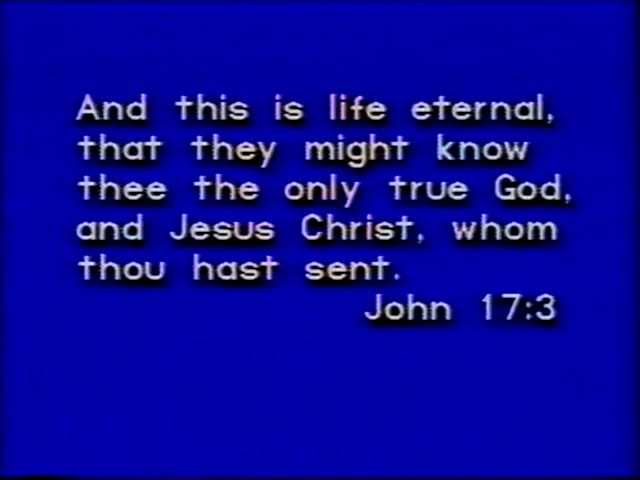 And this is life eternal,
that they might know
thee the only true God,
and Jesus Christ, whom
thou hast sent.
John 17:3